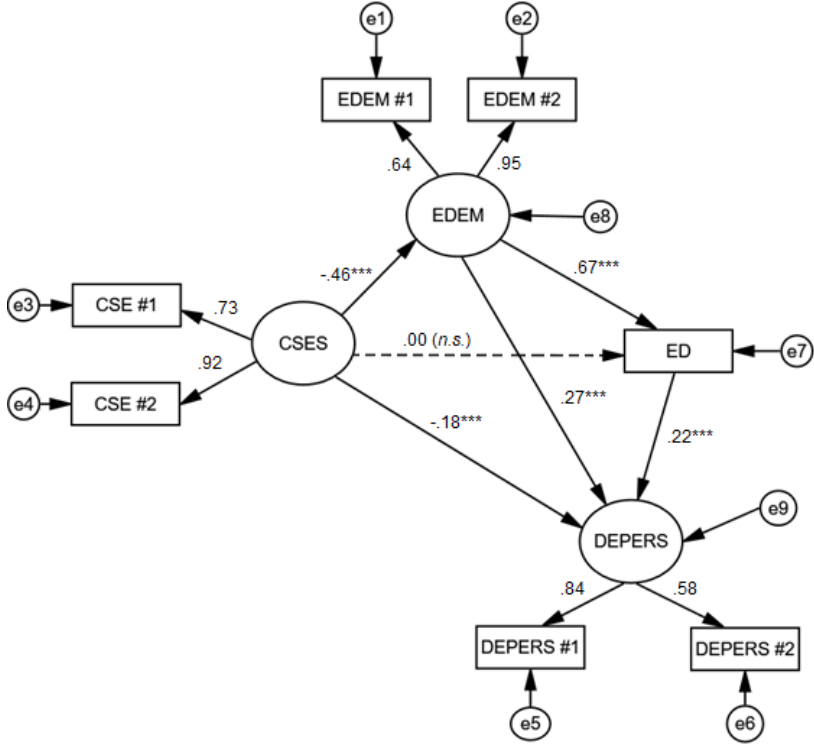 e1
e2
EDEM #1
EDEM #2
.64
.95
EDEM
e8
-.46***
.67***
e3
CSE #1
.73
CSES
.00 (n.s.)
ED
e7
.92
e4
CSE #2
-.18***
.27***
.22***
e9
DEPERS
.84
.58
DEPERS #1
DEPERS #2
e5
e6